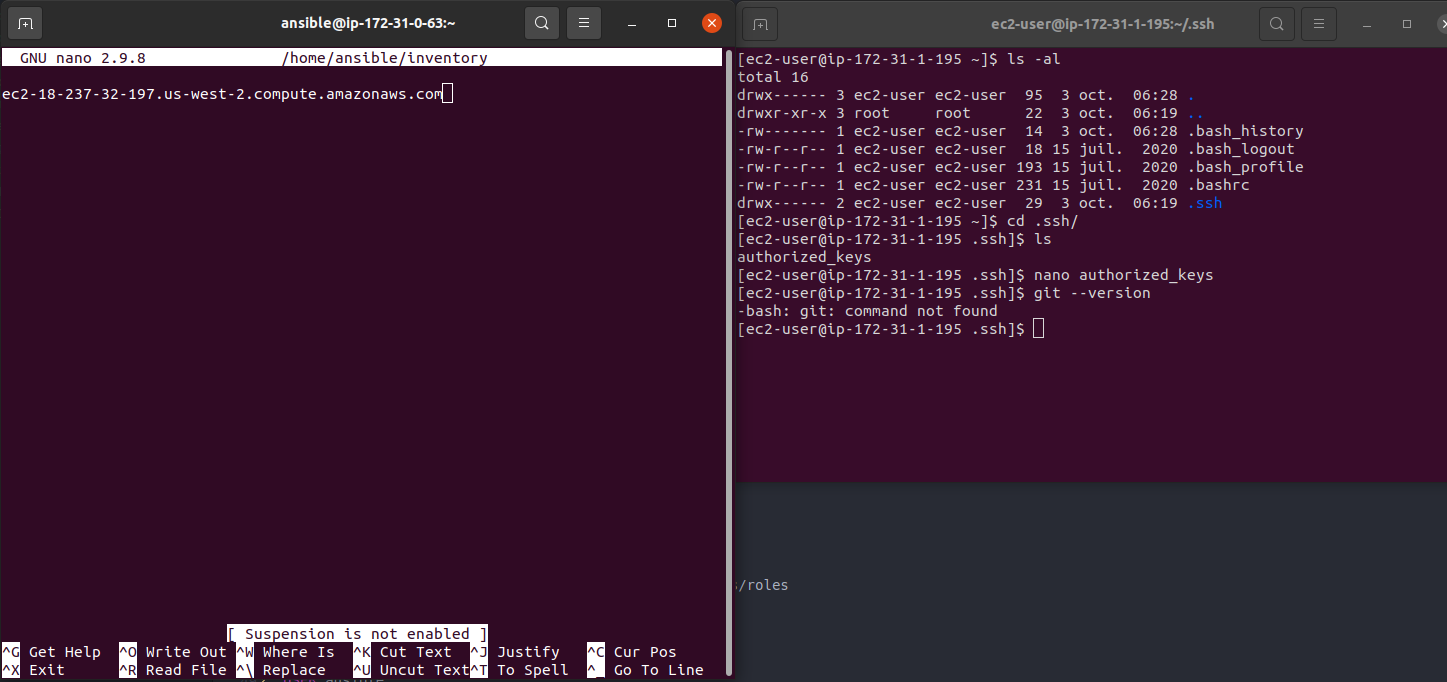 ansible@ip-172-31-0-63:~
GNU nano 2.9.8 /home/ansible/inventory
ec2-18-237-32-197.us-west-2.compute.amazonaws.com
[ Suspension is not enabled ]
^G Get Help ^O Write Out ^W Where Is ^K Cut Text ^J Justify ^C Cur Pos
^X Exit ^R Read File ^\ Replace ^U Uncut Text ^T To Spell ^_ Go To Line
ec2-user@ip-172-31-1-195:~/.ssh
[ec2-user@ip-172-31-1-195 ~]$ ls -al
total 16
drwx------ 3 ec2-user ec2-user 95 3 oct. 06:28 .
drwxr-xr-x 3 root root 22 3 oct. 06:19 ..
-rw------- 1 ec2-user ec2-user 14 3 oct. 06:28 .bash_history
-rw-r--r-- 1 ec2-user ec2-user 18 15 juil. 2020 .bash_logout
-rw-r--r-- 1 ec2-user ec2-user 193 15 juil. 2020 .bash_profile
-rw-r--r-- 1 ec2-user ec2-user 231 15 juil. 2020 .bashrc
drwx------ 2 ec2-user ec2-user 29 3 oct. 06:19 .ssh
[ec2-user@ip-172-31-1-195 ~]$ cd .ssh/
[ec2-user@ip-172-31-1-195 .ssh]$ ls
authorized_keys
[ec2-user@ip-172-31-1-195 .ssh]$ nano authorized_keys
[ec2-user@ip-172-31-1-195 .ssh]$ git --version
-bash: git: command not found
[ec2-user@ip-172-31-1-195 .ssh]$
/roles